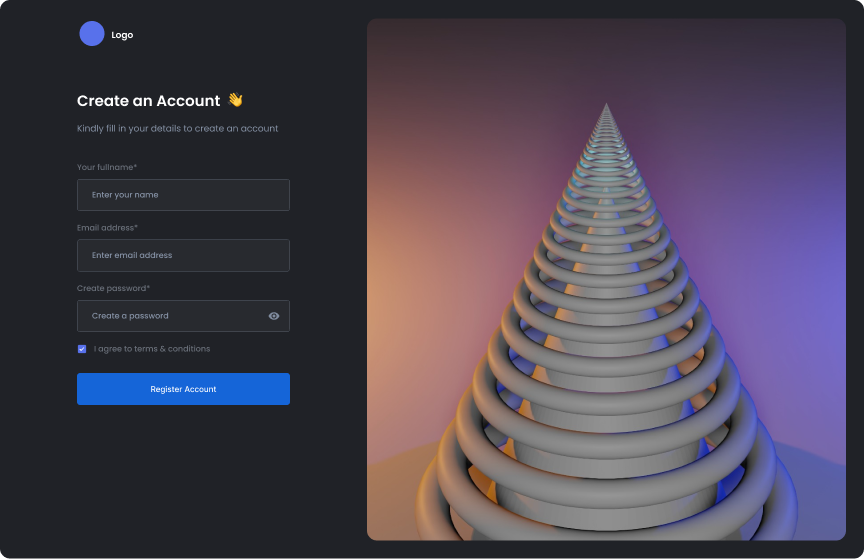 Logo
Create an Account 👋
Kindly fill in your details to create an account
Your fullname*
Enter your name
Email address*
Enter email address
Create password*
Create a password
I agree to terms & conditions
Register Account